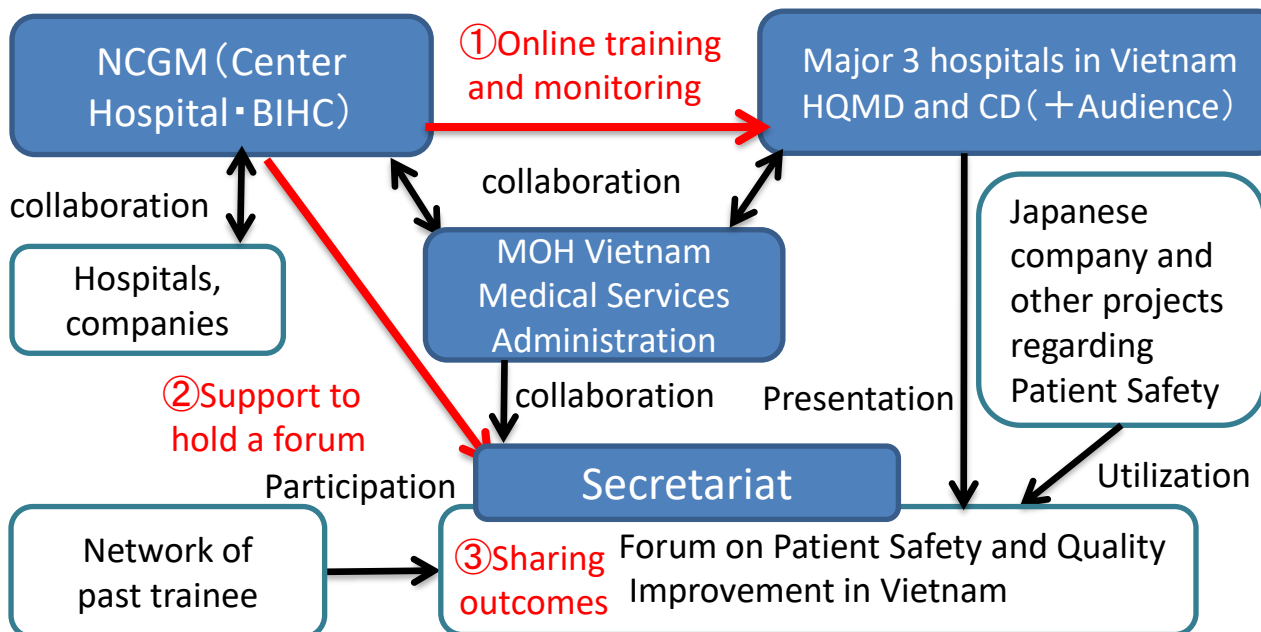 NCGM（Center
Hospital・BIHC）
①Online training
and monitoring
Major 3 hospitals in Vietnam
HQMD and CD（＋Audience）
collaboration
collaboration
Hospitals,
companies
MOH Vietnam
Medical Services
Administration
Japanese
company and
other projects
regarding
Patient Safety
②Support to
hold a forum
collaboration
Presentation
Participation
Secretariat
Utilization
Network of
past trainee
③Sharing
outcomes
Forum on Patient Safety and Quality
Improvement in Vietnam